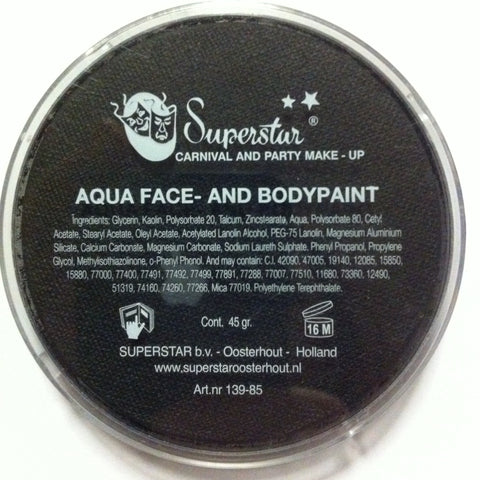 Superstar ®
CARNIVAL AND PARTY MAKE - UP
AQUA FACE- AND BODYPAINT
Ingredients: Glycerin, Kaolin, Polysorbate 20, Talcum, Zincstearate, Aqua, Polysorbate 80, Cetyl
Acetate, Stearyl Acetate, Oleyl Acetate, Acetylated Lanolin Alcohol, PEG-75 Lanolin, Magnesium Aluminium
Silicate, Calcium Carbonate, Magnesium Carbonate, Sodium Laureth Sulphate. Phenyl Propanol, Propylene
Glycol, Methylisothiazolinone, o-Phenyl Phenol. And may contain: C.I. 42090, 47005, 19140, 12085, 15850,
15880, 77000, 77400, 77491, 77492, 77499, 77891, 77288, 77007, 77510, 11680, 73360, 12490,
51319, 74160, 74260, 77266, Mica 77019. Polyethylene Terephthalate.
Cont. 45 gr.
16 M
SUPERSTAR b.v. - Oosterhout - Holland
www.superstaroosterhout.nl
Art.nr 139-85